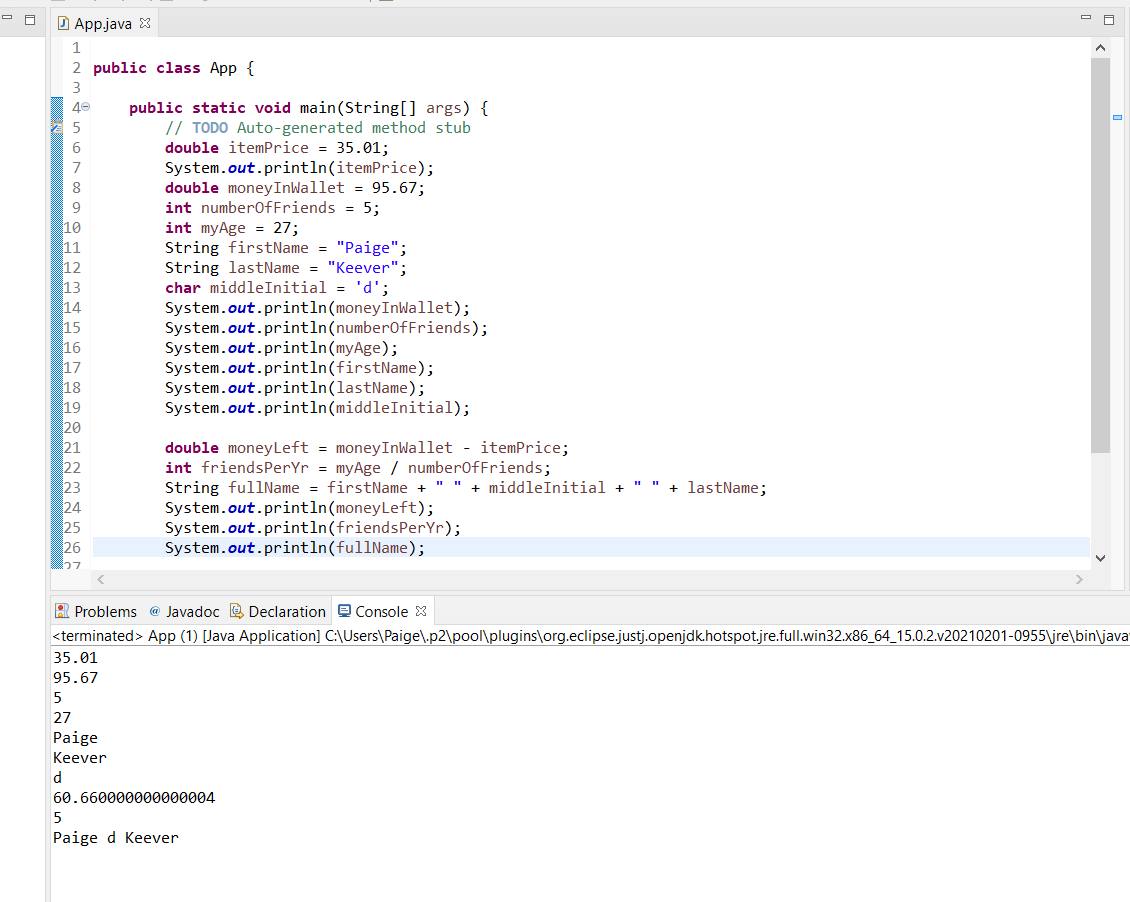 App.java
1
2 public class App {
3
4 public static void main(String[] args) {
5 // TODO Auto-generated method stub
6 double itemPrice = 35.01;
7 System.out.println(itemPrice);
8 double moneyInWallet = 95.67;
9 int numberOfFriends = 5;
10 int myAge = 27;
11 String firstName = "Paige";
12 String lastName = "Keever";
13 char middleInitial = 'd';
14 System.out.println(moneyInWallet);
15 System.out.println(numberOfFriends);
16 System.out.println(myAge);
17 System.out.println(firstName);
18 System.out.println(lastName);
19 System.out.println(middleInitial);
20
21 double moneyLeft = moneyInWallet - itemPrice;
22 int friendsPerYr = myAge / numberOfFriends;
23 String fullName = firstName + " " + middleInitial + " " + lastName;
24 System.out.println(moneyLeft);
25 System.out.println(friendsPerYr);
26 System.out.println(fullName);
27
Problems @ Javadoc Declaration Console
<terminated> App (1) [Java Application] C:\Users\Paige\.p2\pool\plugins\org.eclipse.justj.openjdk.hotspot.jre.full.win32.x86_64_15.0.2.v20210201-0955\jre\bin\java
35.01
95.67
5
27
Paige
Keever
d
60.660000000000004
5
Paige d Keever